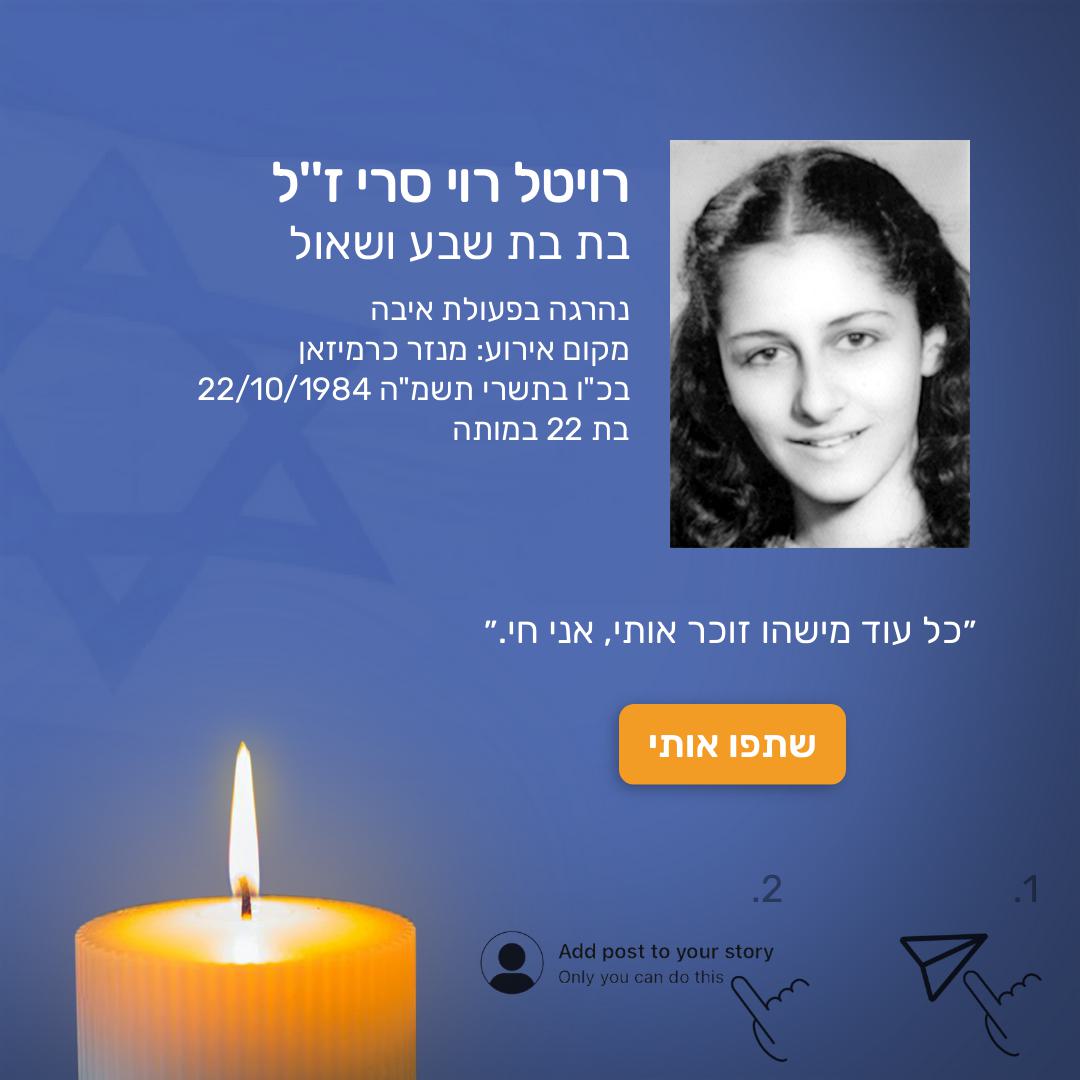 רויטל רוי סרי ז"ל
בת בת שבע ושאול
נהרגה בפעולת איבה
מקום אירוע: מנזר כרמיזאן
בכ"ו בתשרי תשמ"ה 22/10/1984
בת 22 במותה
״כל עוד מישהו זוכר אותי, אני חי.״
שתפו אותי
1.
2.
Add post to your story
Only you can do this